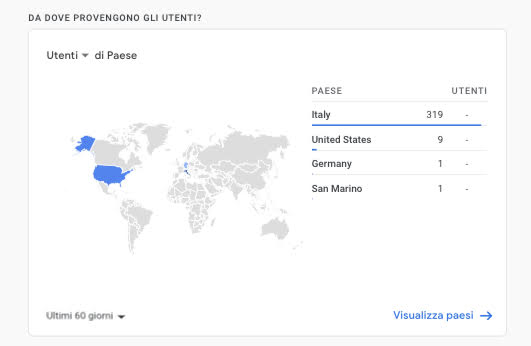 DA DOVE PROVENGONO GLI UTENTI?
Utenti di Paese
PAESE UTENTI
Italy 319 -
United States 9 -
Germany 1 -
San Marino 1 -
Ultimi 60 giorni
Visualizza paesi